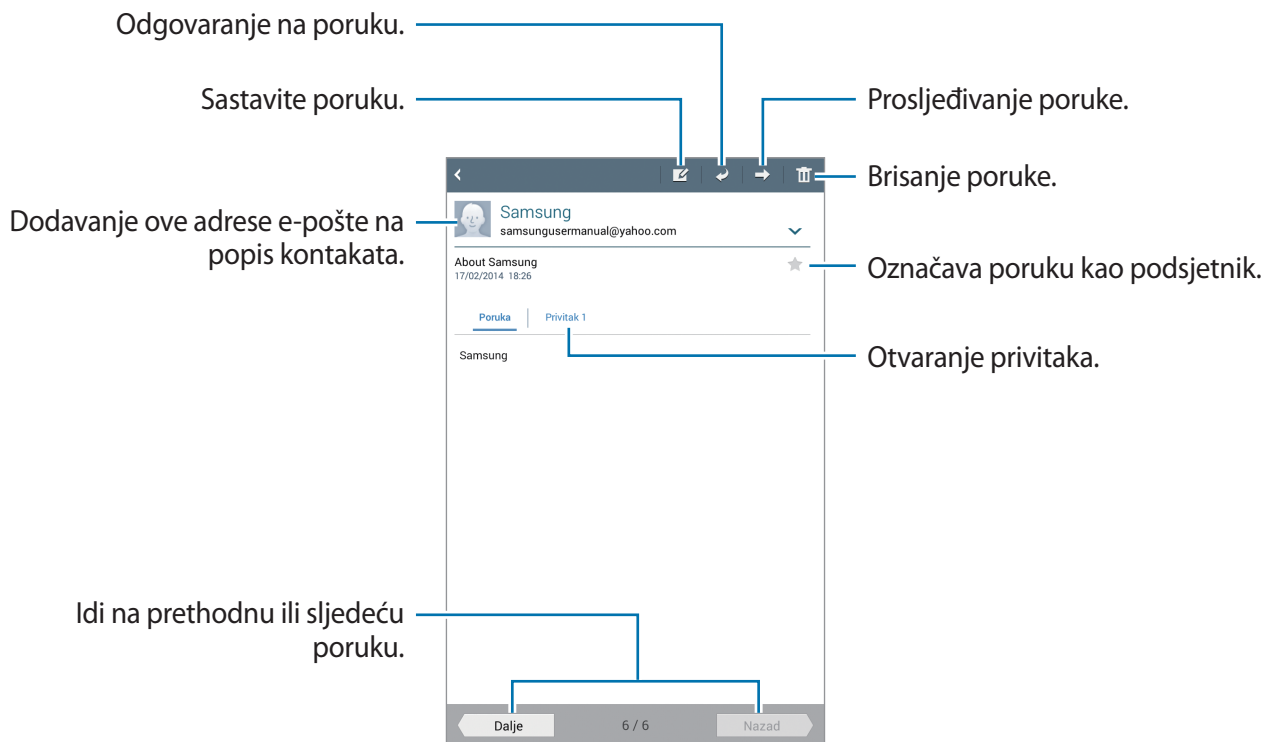 Odgovaranje na poruku.
Sastavite poruku.
Prosljeđivanje poruke.
Brisanje poruke.
Dodavanje ove adrese e-pošte na
popis kontakata.
Samsung
samsungusermanual@yahoo.com
About Samsung
17/02/2014 18:26
Označava poruku kao podsjetnik.
Poruka Privitak 1
Samsung
Otvaranje privitaka.
Idi na prethodnu ili sljedeću
poruku.
Dalje 6 / 6 Nazad